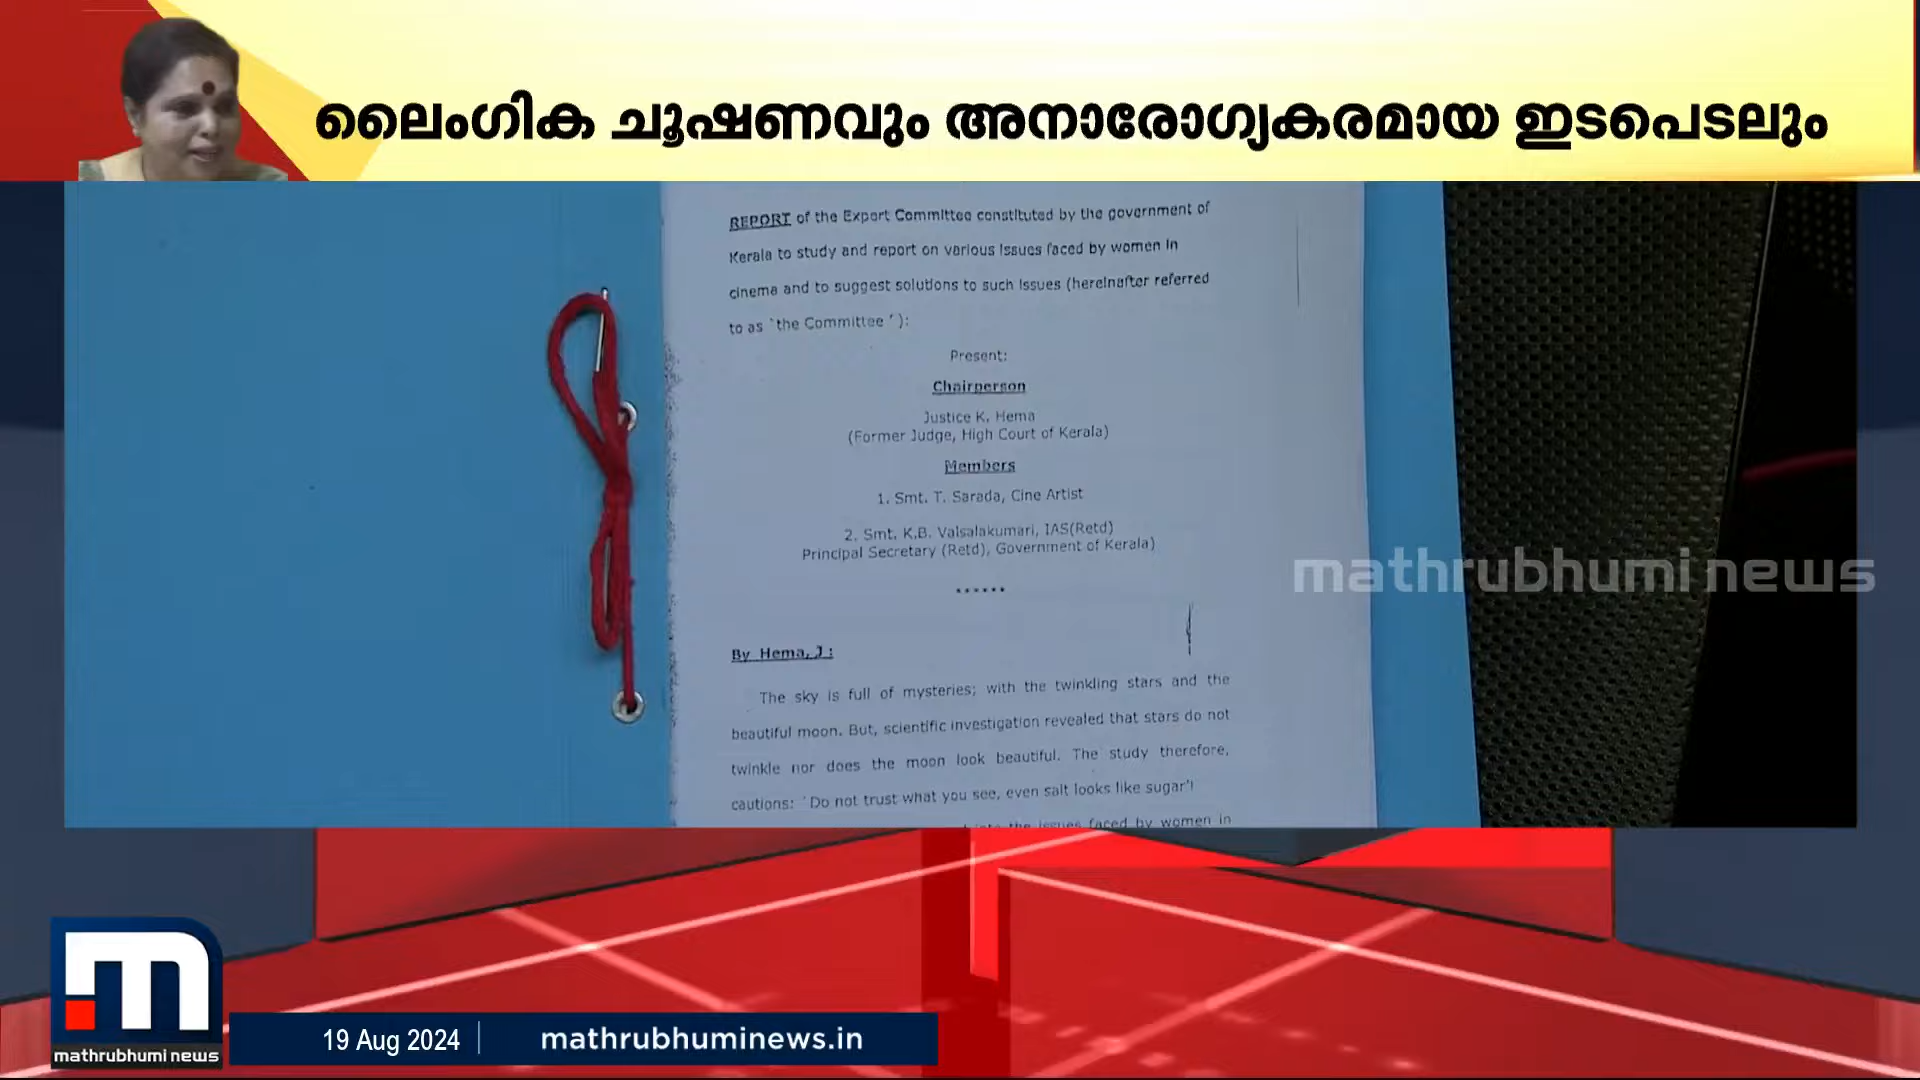 ലൈംഗിക ചൂഷണവും അനാരോഗ്യകരമായ ഇടപെടലും
REPORT of the Expert Committee constituted by the government of
Kerala to study and report on various issues faced by women in
cinema and to suggest solutions to such issues (hereinafter referred
to as `the Committee '):
Present:
Chairperson
Justice K. Hema
(Former Judge, High Court of Kerala)
Members
1. Smt. T. Sarada, Cine Artist
2. Smt. K.B. Valsalakumari, IAS(Retd)
Principal Secretary (Retd), Government of Kerala)
******
By Hema, J :
The sky is full of mysteries; with the twinkling stars and the
beautiful moon. But, scientific investigation revealed that stars do not
twinkle nor does the moon look beautiful. The study therefore,
cautions: `Do not trust what you see, even salt looks like sugar'!
the issues faced by women in
mathrubhumi news
mathrubhumi news
19 Aug 2024
mathrubhuminews.in